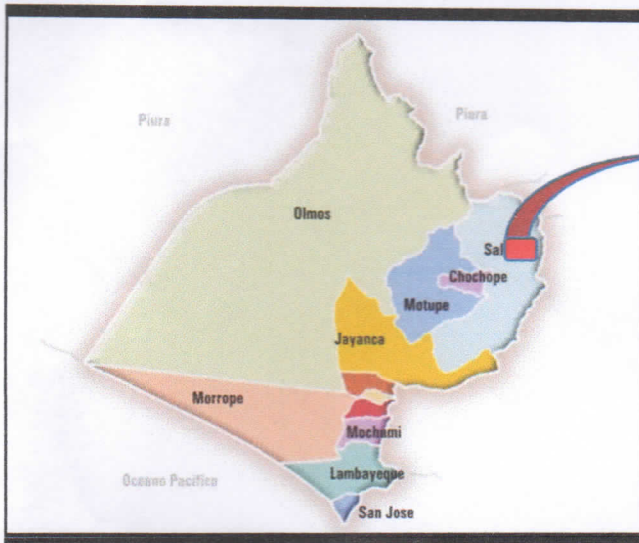 Piura
Piura
Olmos
Sal
Chochope
Motupe
Jayanca
Morrope
Mochumi
Lambayeque
Oceano Pacifico
San Jose